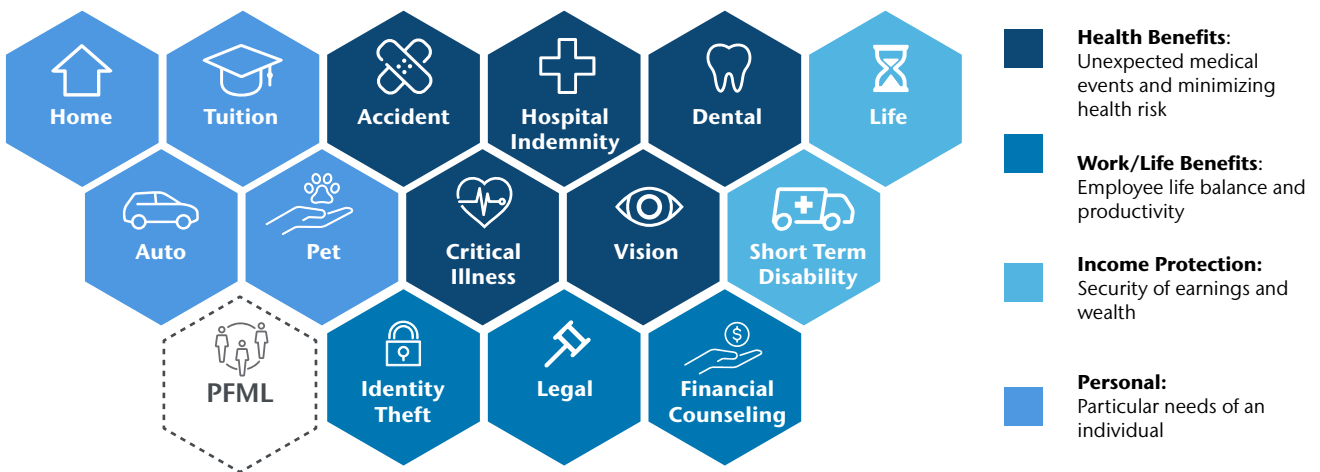 Home
Tuition
Accident
Hospital
Indemnity
Dental
Life
Auto
Pet
Critical
Illness
Vision
Short Term
Disability
PFML
Identity
Theft
Legal
$
Financial
Counseling
Health Benefits:
Unexpected medical
events and minimizing
health risk
Work/Life Benefits:
Employee life balance and
productivity
Income Protection:
Security of earnings and
wealth
Personal:
Particular needs of an
individual